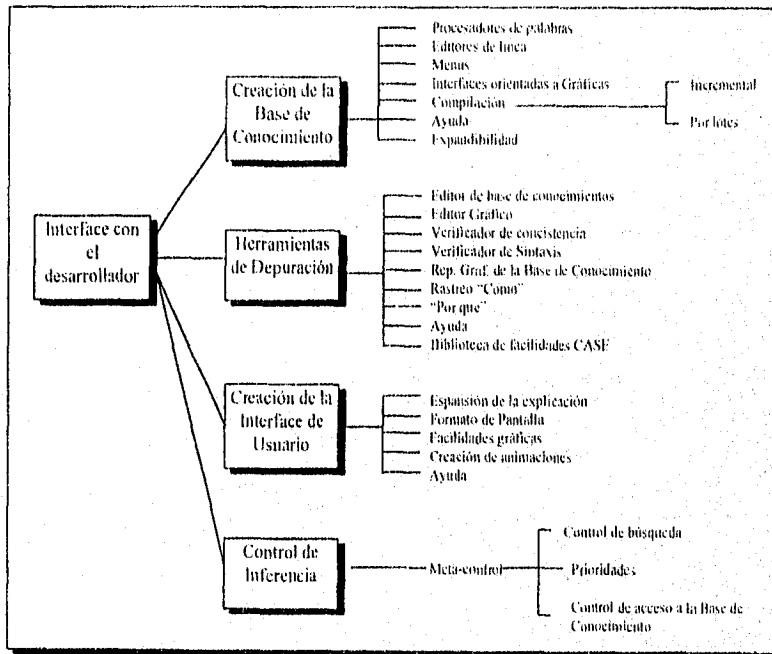 Procesadores de palabras
Editores de linea
Menus
Interfaces orientadas a Gráficas
Compilación
Ayuda
Expandibilidad
Incremental
Por lotes
Creación de la
Base de
Conocimiento
Interface con
el
desarrollador
Herramientas
de Depuración
Editor de base de conocimientos
Editor Gráfico
Verificador de concistencia
Verificador de Sintaxis
Rep. Graf. de la Base de Conocimiento
Rastreo "Como"
"Por que"
Ayuda
Biblioteca de facilidades CASE
Creación de la
Interface de
Usuario
Espansión de la explicación
Formato de Pantalla
Facilidades gráficas
Creación de animaciones
Ayuda
Control de
Inferencia
Meta-control
Control de búsqueda
Prioridades
Control de acceso a la Base de
Conocimiento